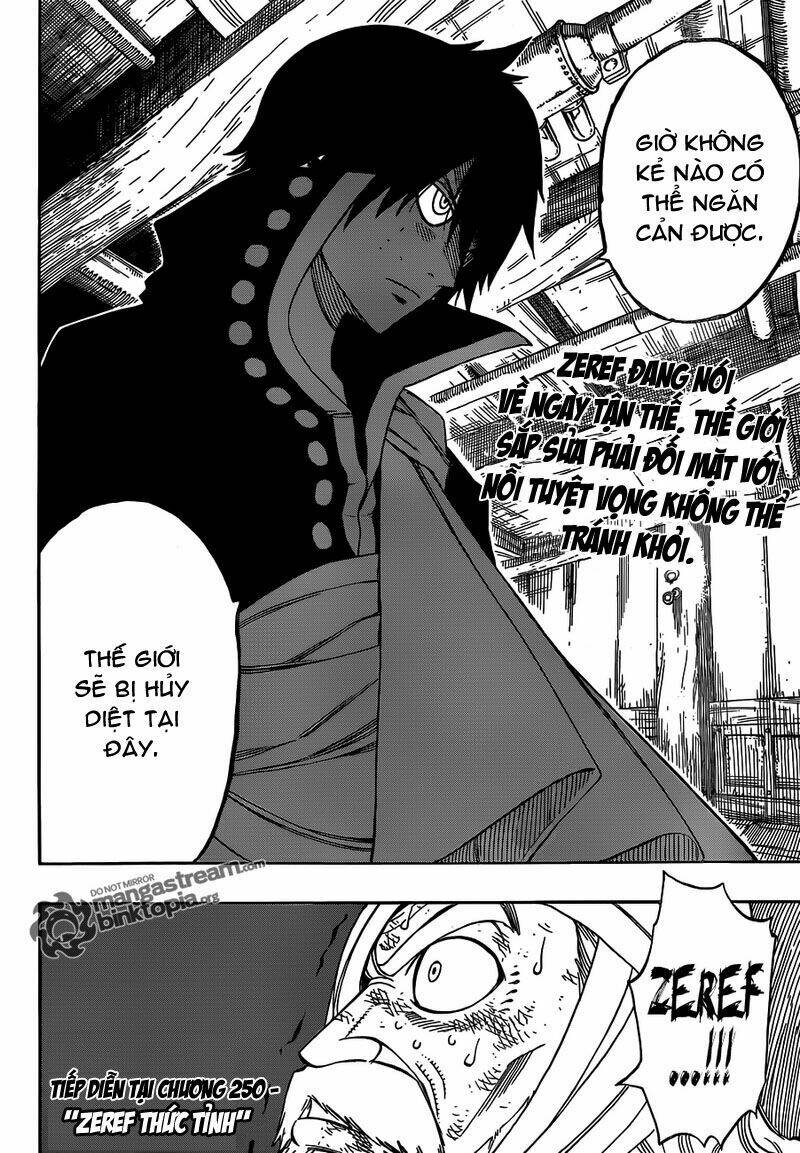 GIỜ KHÔNG
KẺ NÀO CÓ
THỂ NGĂN
CẢN ĐƯỢC.
ZEREF ĐANG NÓI
VỀ NGÀY TẬN THẾ. THẾ GIỚI
SẮP SỬA PHẢI ĐỐI MẶT VỚI
NỖI TUYỆT VỌNG KHÔNG THỂ
TRÁNH KHỎI.
THẾ GIỚI
SẼ BỊ HỦY
DIỆT TẠI
ĐÂY.
DO NOT MIRROR
mangastream.com
binktopia.org
ZEREF
...…!!!
TIẾP DIỄN TẠI CHƯƠNG 250 -
"ZEREF THỨC TỈNH"